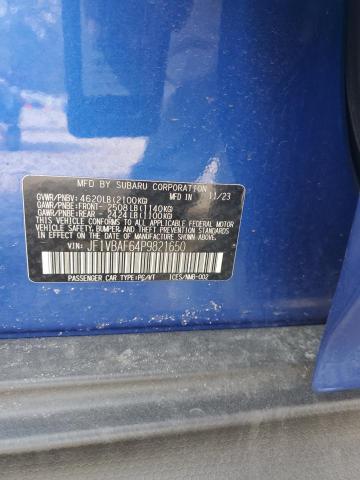 MFD BY SUBARU CORPORATION
GVWR/PNBV: 4620LB(2100KG) IN 11/23
GAWR/PNBE:FRONT- 2508LB(1140KG)
GAWR/PNBE:REAR - 2424LB(1100KG)
THIS VEHICLE CONFORMS TO ALL APPLICABLE
U.S. FEDERAL MOTOR VEHICLE SAFETY,
BUMPER, AND THEFT PREVENTION STANDARDS
IN EFFECT ON THE DATE OF MANUFACTURE
SHOWN ABOVE.
JF1VBAF64P9821650
PASSENGER CAR TYPE:PC/VT ICES/NMB-002